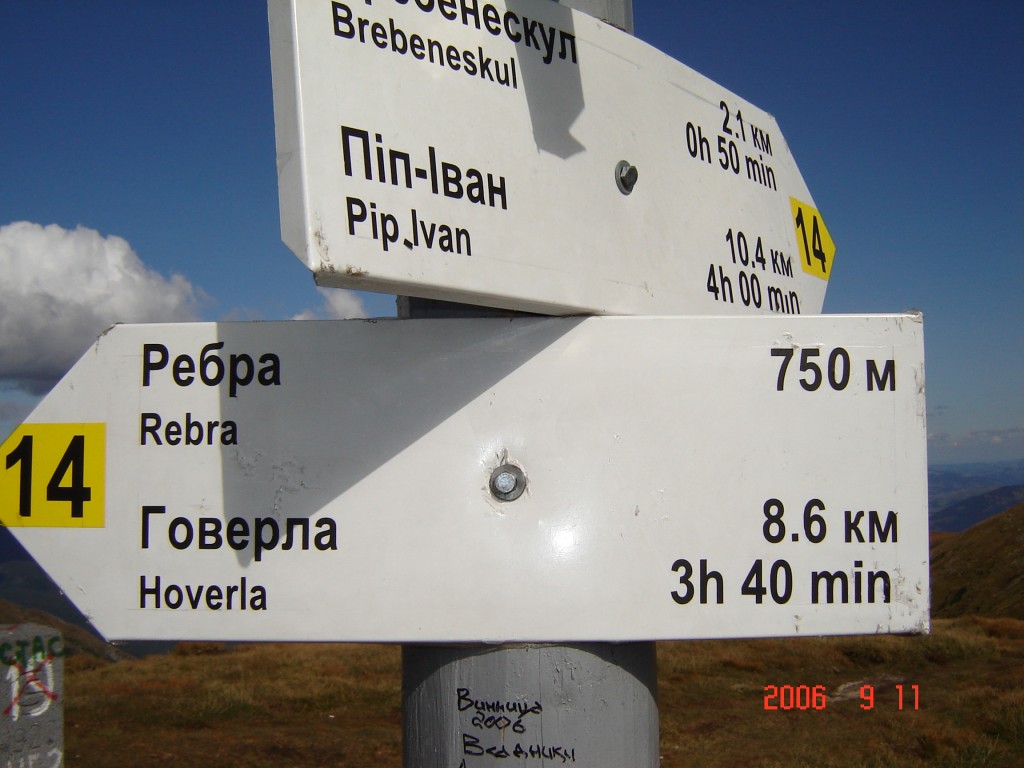 Brebeneskul
2.1 км
0h 50 min
Піп-Іван
Pip Ivan
10.4 км
4h 00 min
14
Ребра
750 м
Rebra
14
Говерла
8.6 км
Hoverla
3h 40 min
Винница
2006
2006 9 11